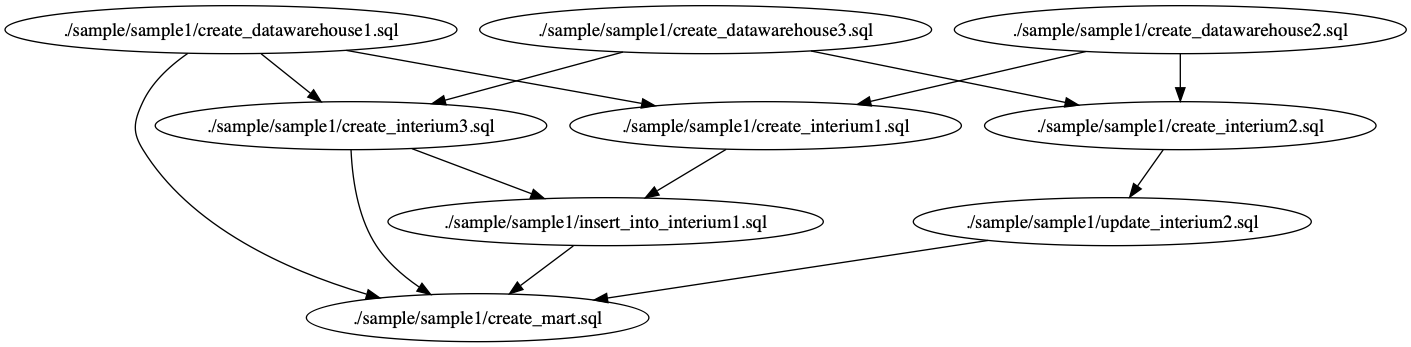 ./sample/sample1/create_datawarehouse1.sql
./sample/sample1/create_datawarehouse3.sql
./sample/sample1/create_datawarehouse2.sql
./sample/sample1/create_interium3.sql
./sample/sample1/create_interium1.sql
./sample/sample1/create_interium2.sql
./sample/sample1/insert_into_interium1.sql
./sample/sample1/update_interium2.sql
./sample/sample1/create_mart.sql